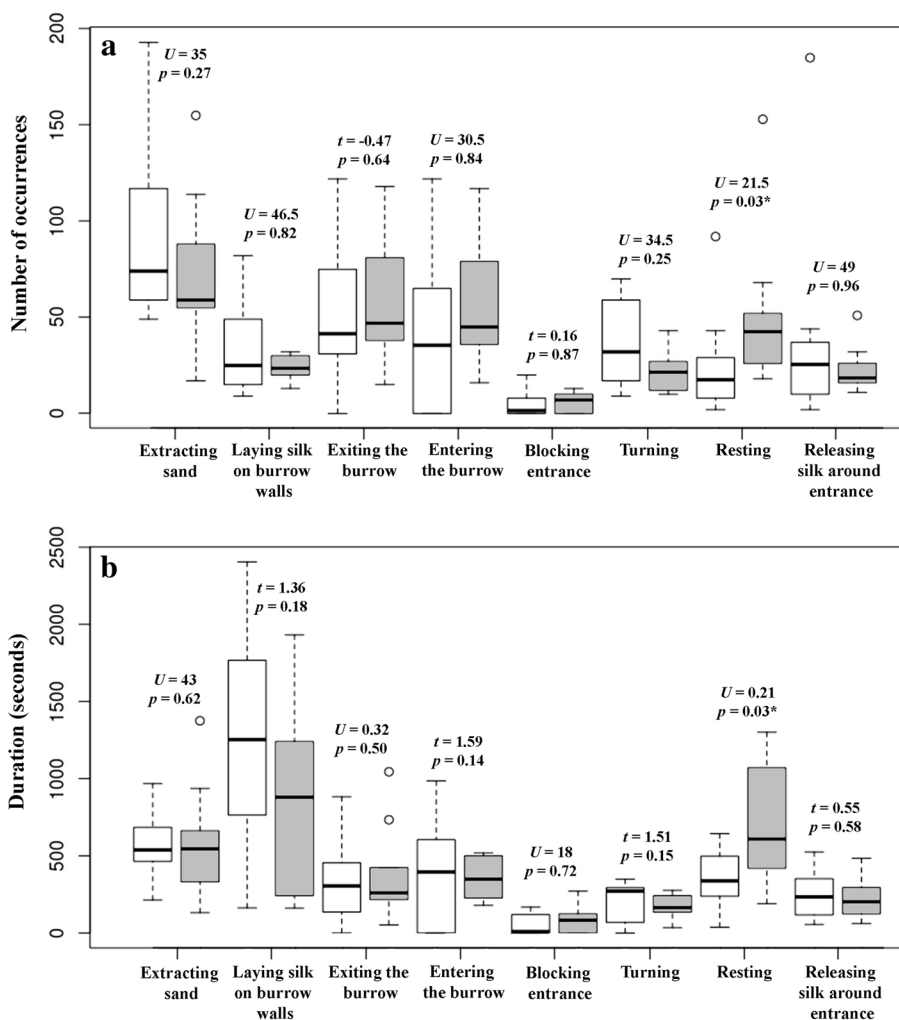 a
Number of occurrences
200
150
100
50
0
U = 35
p = 0.27
U = 46.5
p = 0.82
t = -0.47
p = 0.64
U = 30.5
p = 0.84
t = 0.16
p = 0.87
U = 34.5
p = 0.25
U = 21.5
p = 0.03*
U = 49
p = 0.96
Extracting
sand
Laying silk
on burrow
walls
Exiting the
burrow
Entering
the burrow
Blocking
entrance
Turning
Resting
Releasing
silk around
entrance
b
Duration (seconds)
2500
2000
1500
1000
500
0
U = 43
p = 0.62
t = 1.36
p = 0.18
U = 0.32
p = 0.50
t = 1.59
p = 0.14
U = 18
p = 0.72
t = 1.51
p = 0.15
U = 0.21
p = 0.03*
t = 0.55
p = 0.58
Extracting
sand
Laying silk
on burrow
walls
Exiting the
burrow
Entering
the burrow
Blocking
entrance
Turning
Resting
Releasing
silk around
entrance